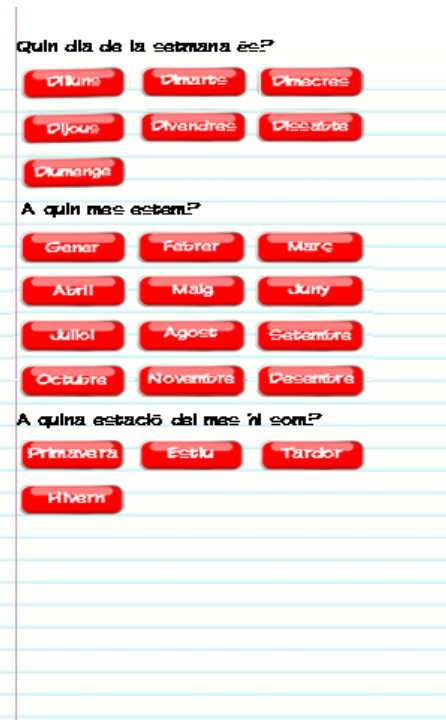 Quin dia de la setmana és?
Dilluns Dimarts Dimecres
Dijous Divendres Dissabte
Diumenge
A quin mes estem?
Gener Febrer Març
Abril Maig Juny
Juliol Agost Setembre
Octubre Novembre Desembre
A quina estació del mes hi som?
Primavera Estiu Tardor
Hivern